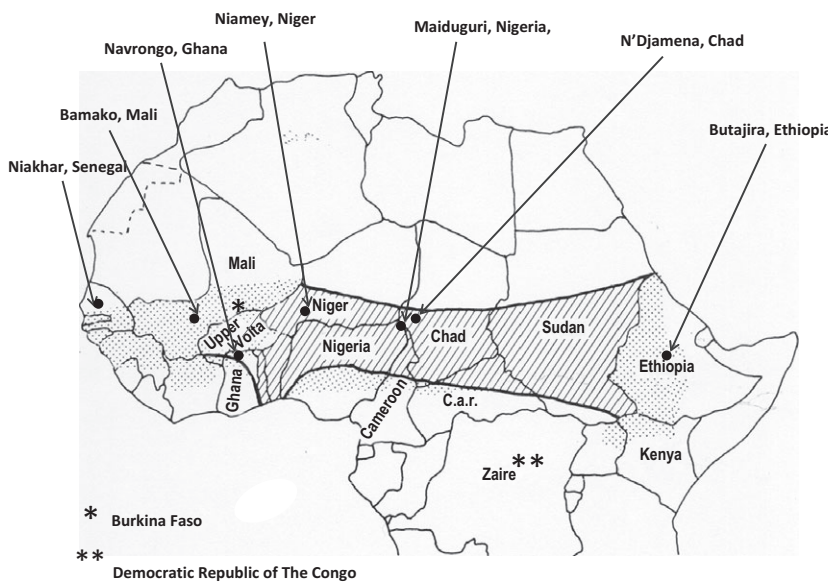 Niamey, Niger
Maiduguri, Nigeria,
Navrongo, Ghana
N’Djamena, Chad
Bamako, Mali
Butajira, Ethiopia
Niakhar, Senegal
Mali
*
Niger
Upper Volta
Nigeria
Chad
Sudan
Ethiopia
Ghana
Cameroon
C.a.r.
Kenya
Zaire **
* Burkina Faso
** Democratic Republic of The Congo